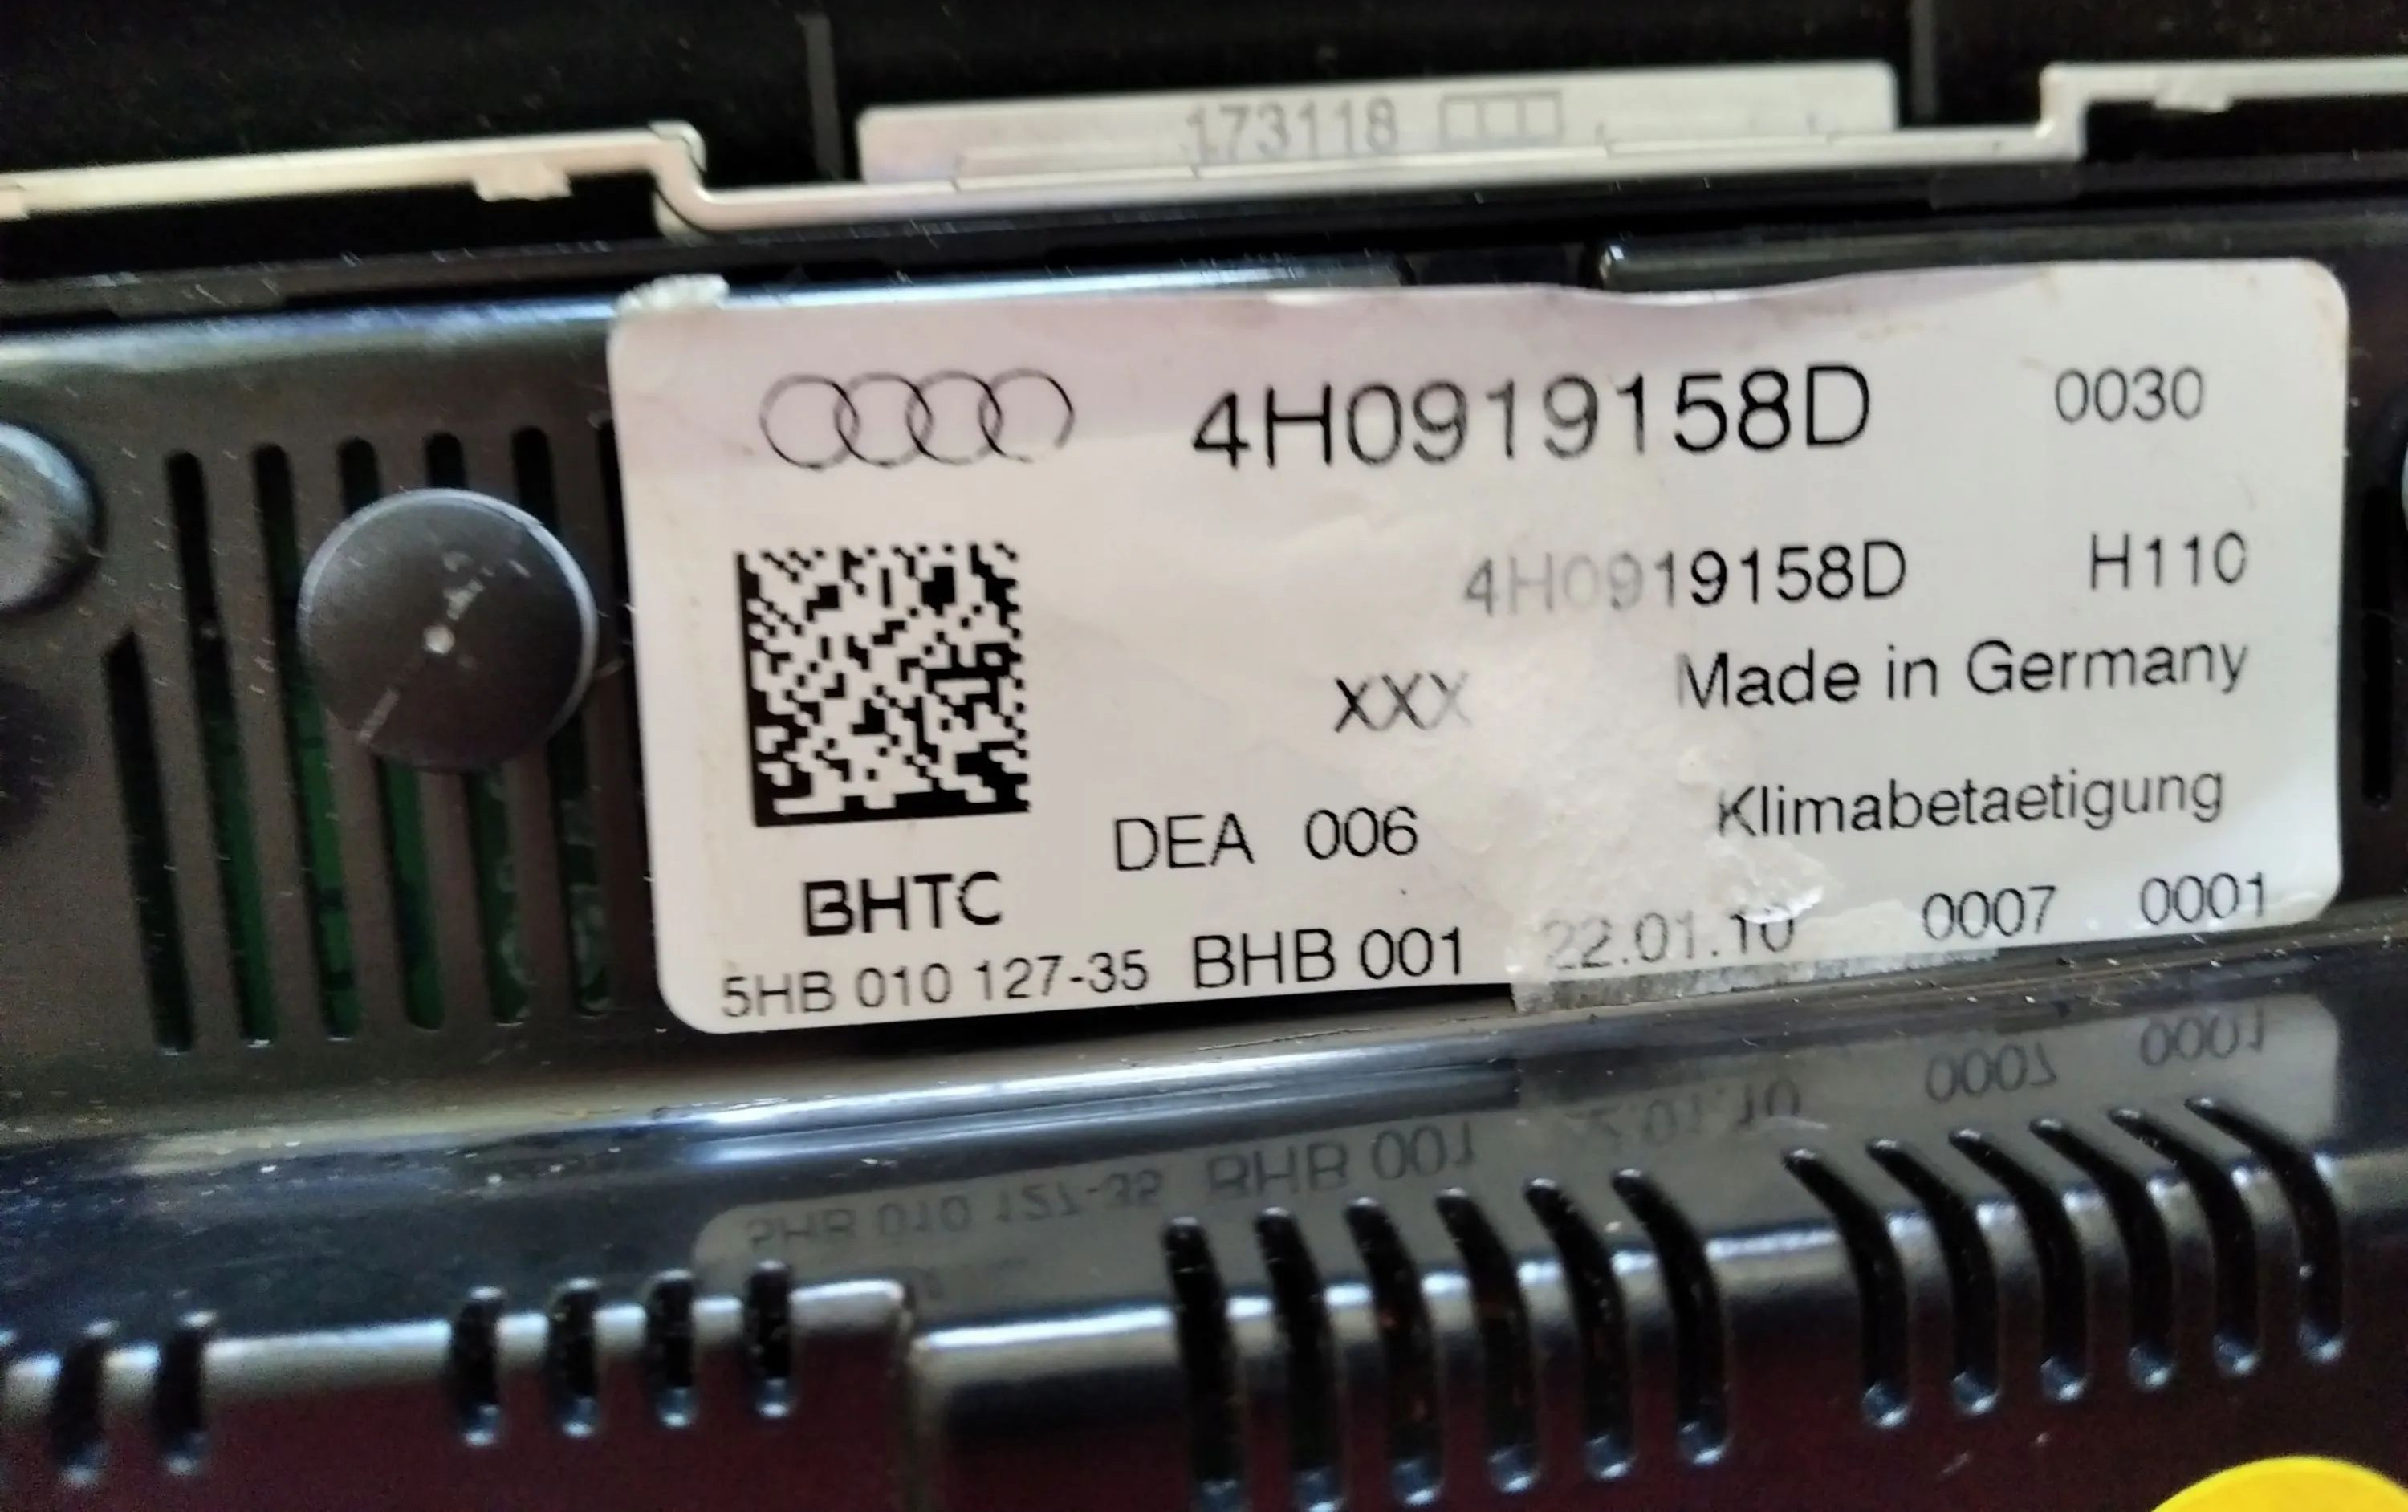 173118
4H0919158D 0030
4H0919158D H110
XXX Made in Germany
DEA 006 Klimabetaetigung
BHTC
5HB 010 127-35 BHB 001 22.01.10 0007 0001